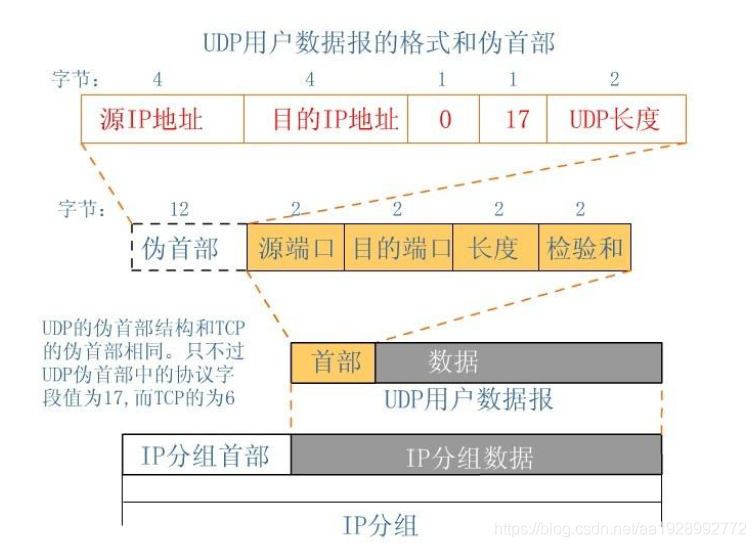 UDP用户数据报的格式和伪首部
字节： 4 4 1 1 2
源IP地址 目的IP地址 0 17 UDP长度
字节： 12 2 2 2 2
伪首部 源端口 目的端口 长度 检验和
UDP的伪首部结构和TCP
的伪首部相同。只不过
UDP伪首部中的协议字
段值为17,而TCP的为6
首部 数据
UDP用户数据报
IP分组首部 IP分组数据
IP分组
https://blog.csdn.net/aa1928992772